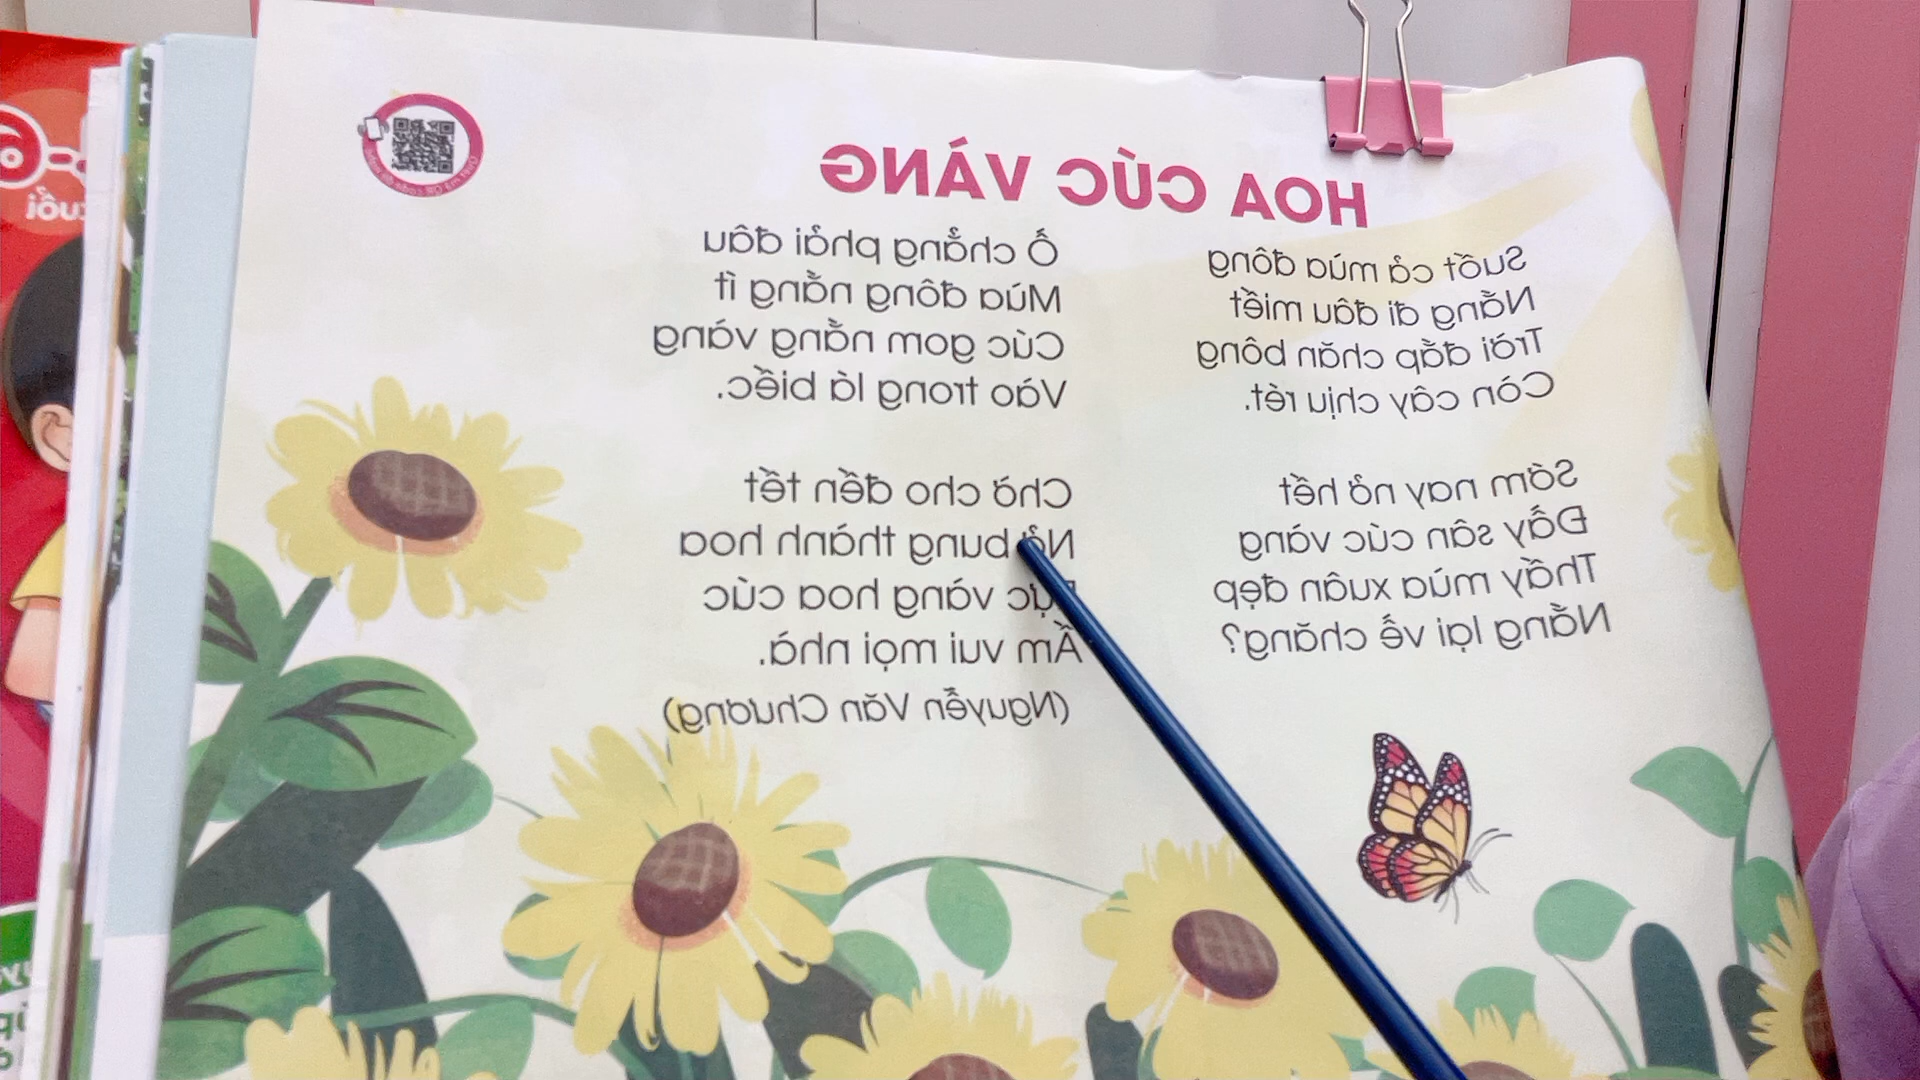 HOA CÚC VÀNG
Suốt cả mùa đông
Nắng đi đâu miết
Trời đắp chăn bông
Còn cây chịu rét.
Sớm nay nở hết
Đầy sân cúc vàng
Thấy mùa xuân đẹp
Nắng lại về chăng?
Ồ chẳng phải đâu
Mùa đông nắng ít
Cúc gom nắng vàng
Vào trong lá biếc.
Chờ cho đến tết
Nở bung thành hoa
Rực vàng hoa cúc
Ấm vui mọi nhà.
(Nguyễn Văn Chương)
tuổi